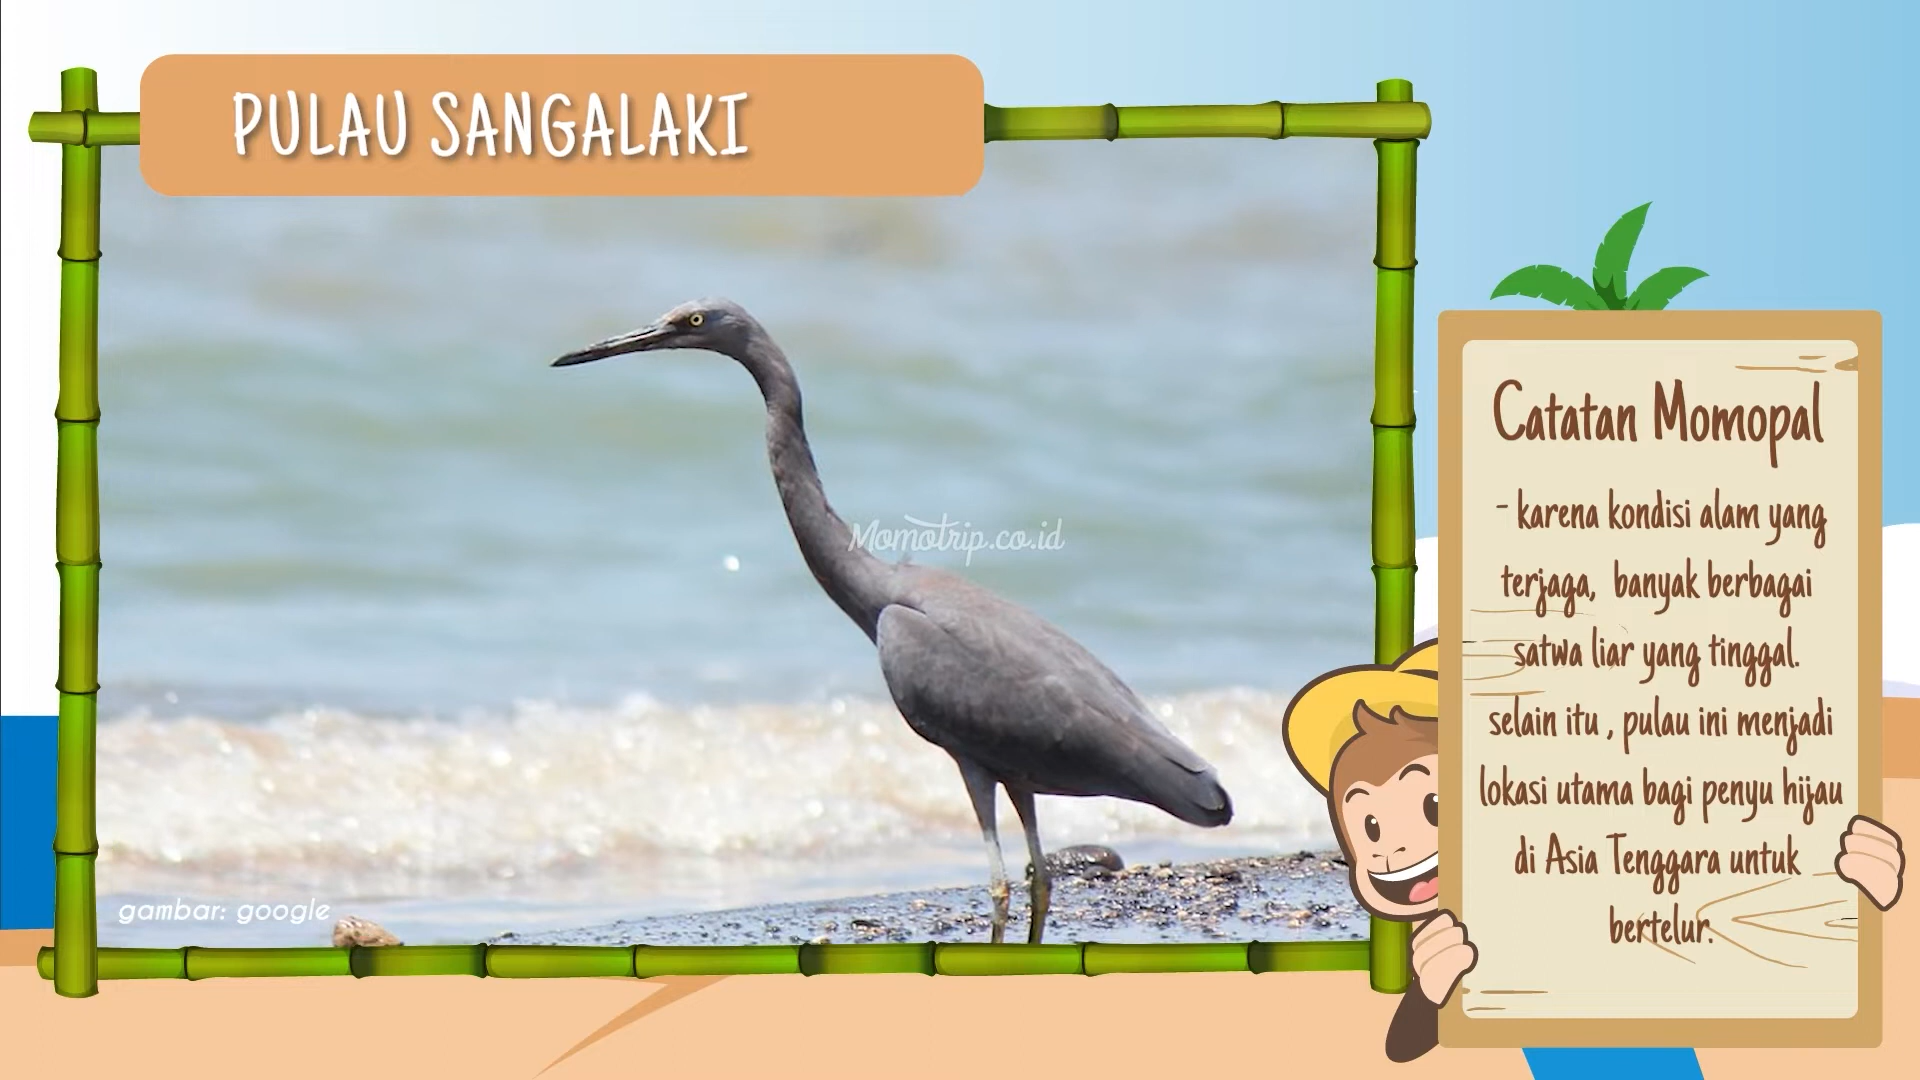 PULAU SANGALAKI
Momotrip.co.id
gambar: google
Catatan Momopal
- karena kondisi alam yang
terjaga, banyak berbagai
satwa liar yang tinggal.
selain itu , pulau ini menjadi
lokasi utama bagi penyu hijau
di Asia Tenggara untuk
bertelur.